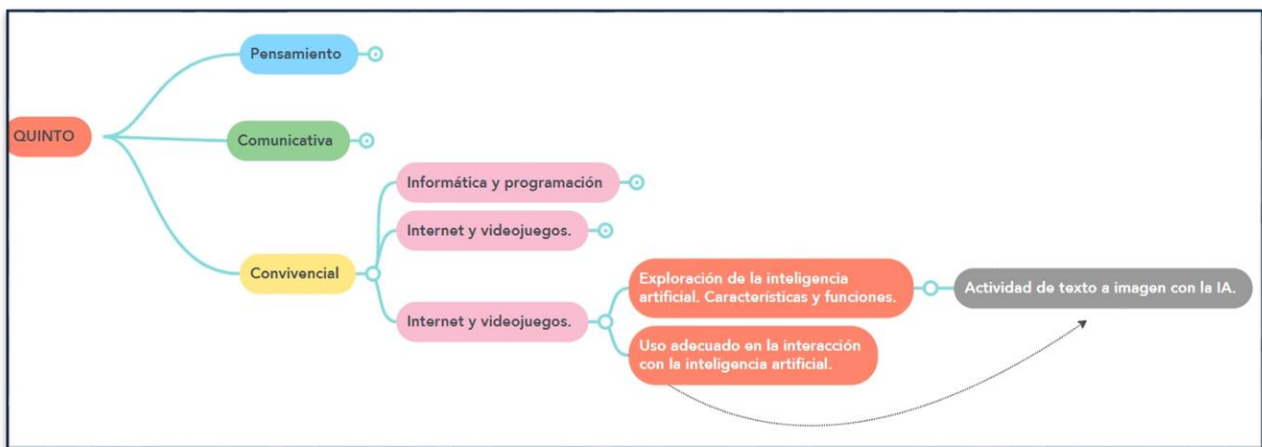 QUINTO
Pensamiento
Comunicativa
Convivencial
Informática y programación
Internet y videojuegos.
Internet y videojuegos.
Exploración de la inteligencia
artificial. Características y funciones.
Actividad de texto a imagen con la IA.
Uso adecuado en la interacción
con la inteligencia artificial.